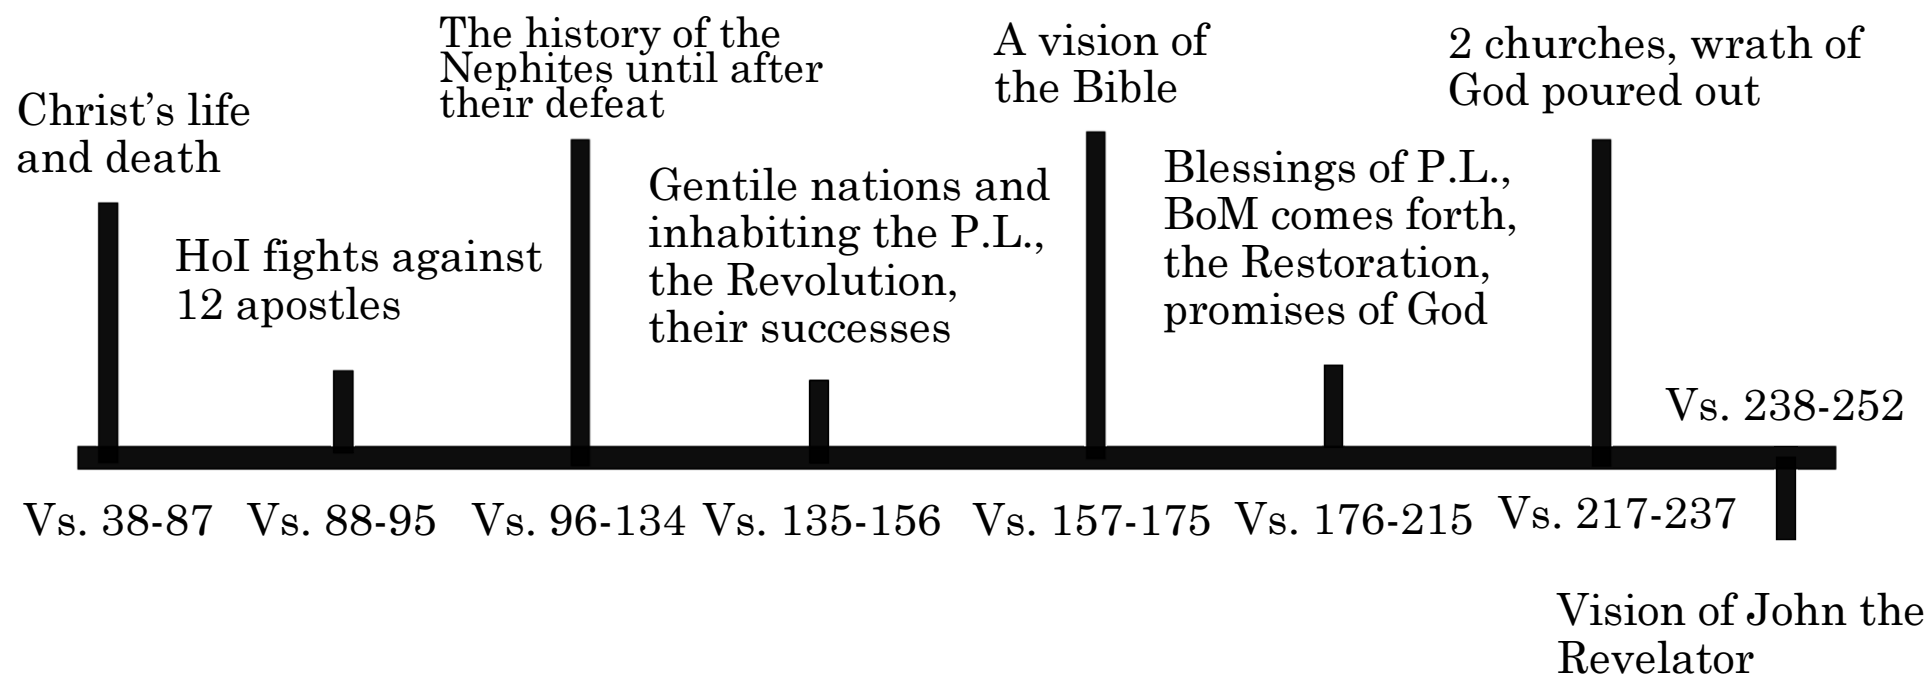 Christ’s life
and death
HoI fights against
12 apostles
The history of the
Nephites until after
their defeat
Gentile nations and
inhabiting the P.L.,
the Revolution,
their successes
A vision of
the Bible
Blessings of P.L.,
BoM comes forth,
the Restoration,
promises of God
2 churches, wrath of
God poured out
Vs. 238-252
Vs. 38-87
Vs. 88-95
Vs. 96-134
Vs. 135-156
Vs. 157-175
Vs. 176-215
Vs. 217-237
Vision of John the
Revelator